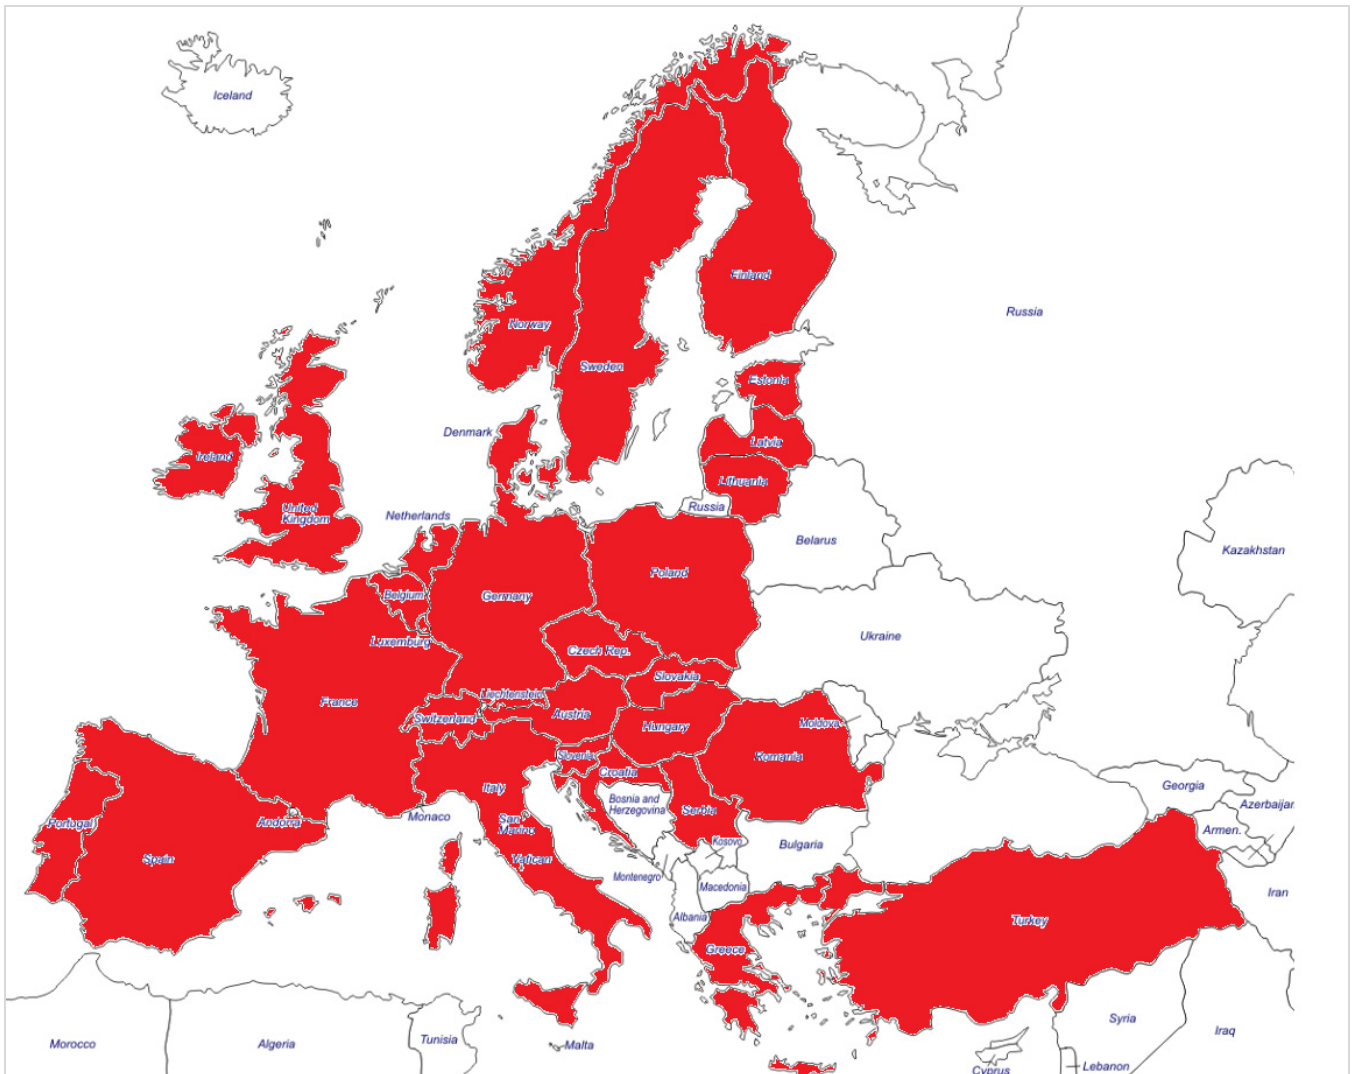 Iceland
Russia
Finland
Norway
Sweden
Estonia
Denmark
Latvia
Ireland
Lithuania
United
Kingdom
Netherlands
Russia
Belarus
Kazakhstan
Poland
Belgium
Germany
Ukraine
Luxemburg
Czech Rep.
Slovakia
Liechtenstein
France
Switzerland
Austria
Hungary
Moldova
Slovenia
Romania
Croatia
Italy
Georgia
Bosnia and
Herzegovina
Serbia
Azerbaijan
Portugal
Andorra
Monaco
San
Marino
Armen.
Kosovo
Bulgaria
Spain
Vatican
Montenegro
Macedonia
Iran
Albania
Turkey
Greece
Syria
Iraq
Morocco
Algeria
Tunisia
Malta
Cyprus
Lebanon